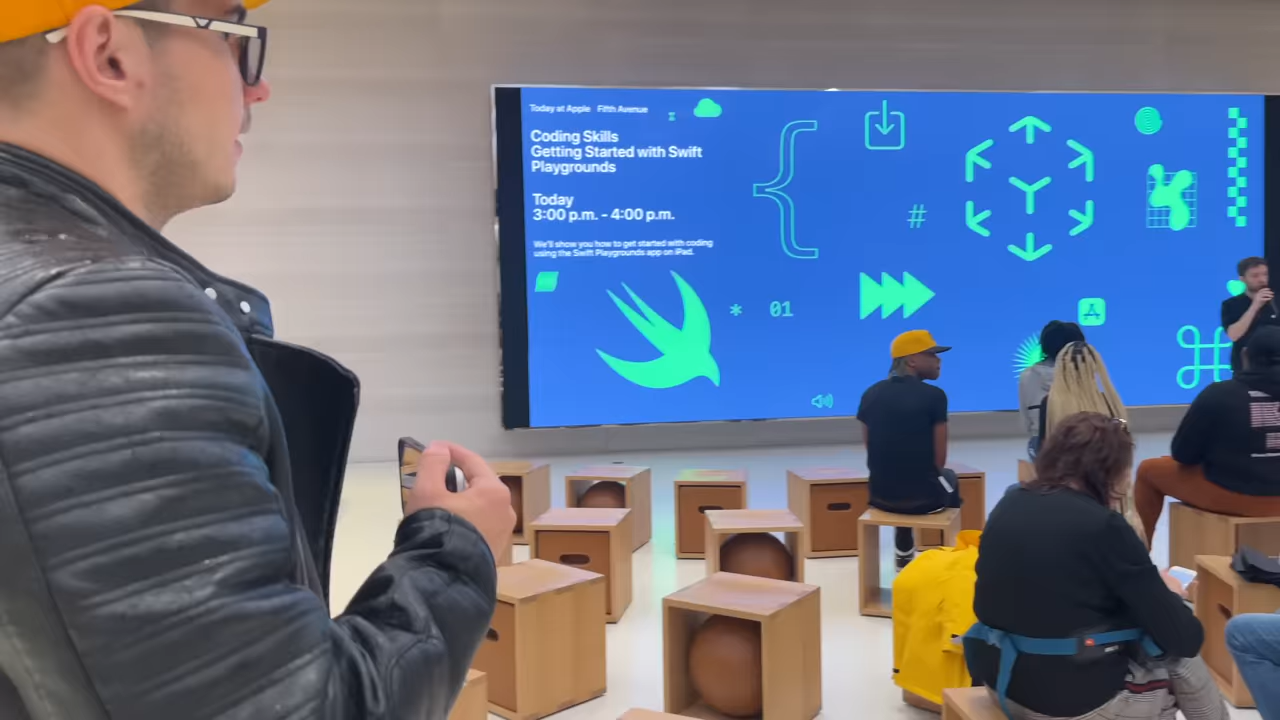 Today at Apple Fifth Avenue
Coding Skills
Getting Started with Swift
Playgrounds
Today
3:00 p.m. - 4:00 p.m.
We'll show you how to get started with coding
using the Swift Playgrounds app on iPad.
{
#
* 01